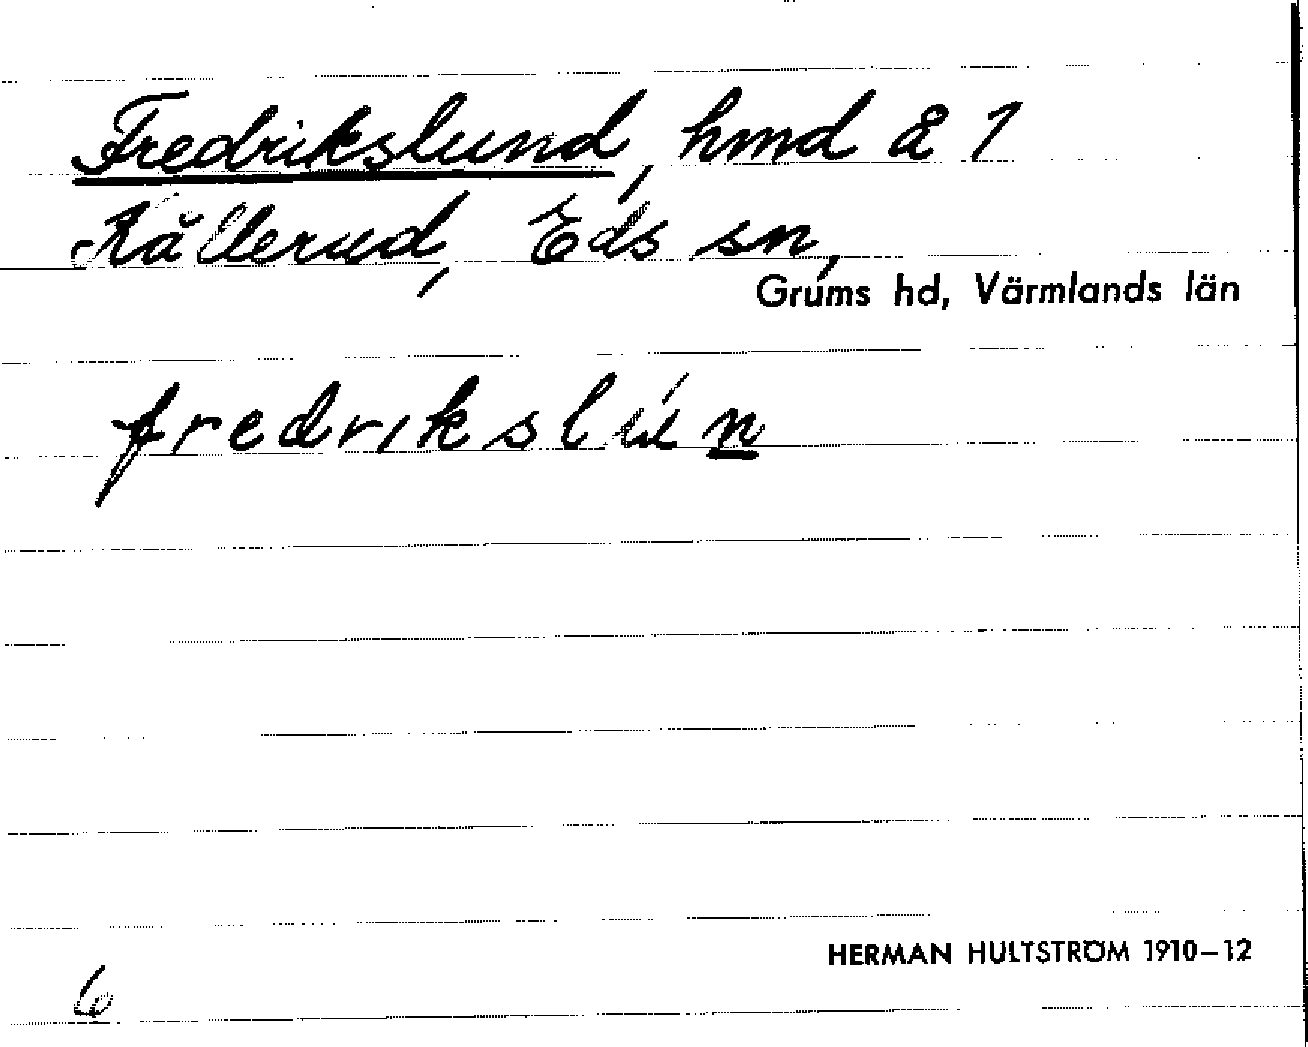 Fredrikslund, hmd å 1
Kållerud, Eds sn,
Grums hd, Värmlands län
fredrikslún
HERMAN HULTSTRÖM 1910–12
6